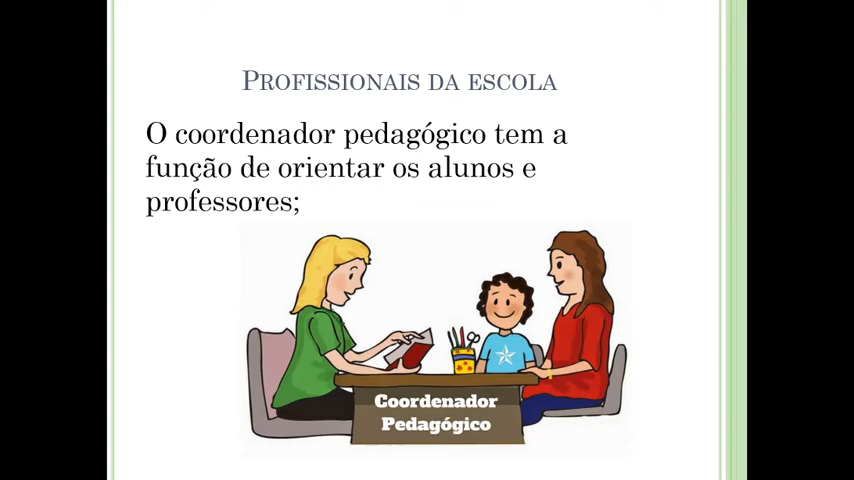 Profissionais da escola
O coordenador pedagógico tem a
função de orientar os alunos e
professores;
Coordenador
Pedagógico